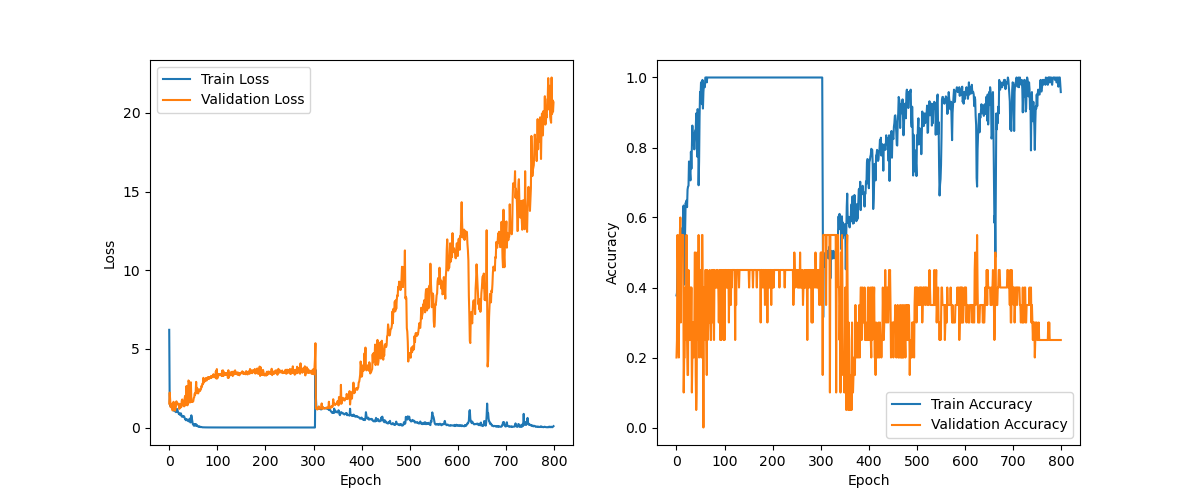 Train Loss
Validation Loss
Loss
20
15
10
5
0
0 100 200 300 400 500 600 700 800
Epoch
Accuracy
1.0
0.8
0.6
0.4
0.2
0.0
Train Accuracy
Validation Accuracy
0 100 200 300 400 500 600 700 800
Epoch